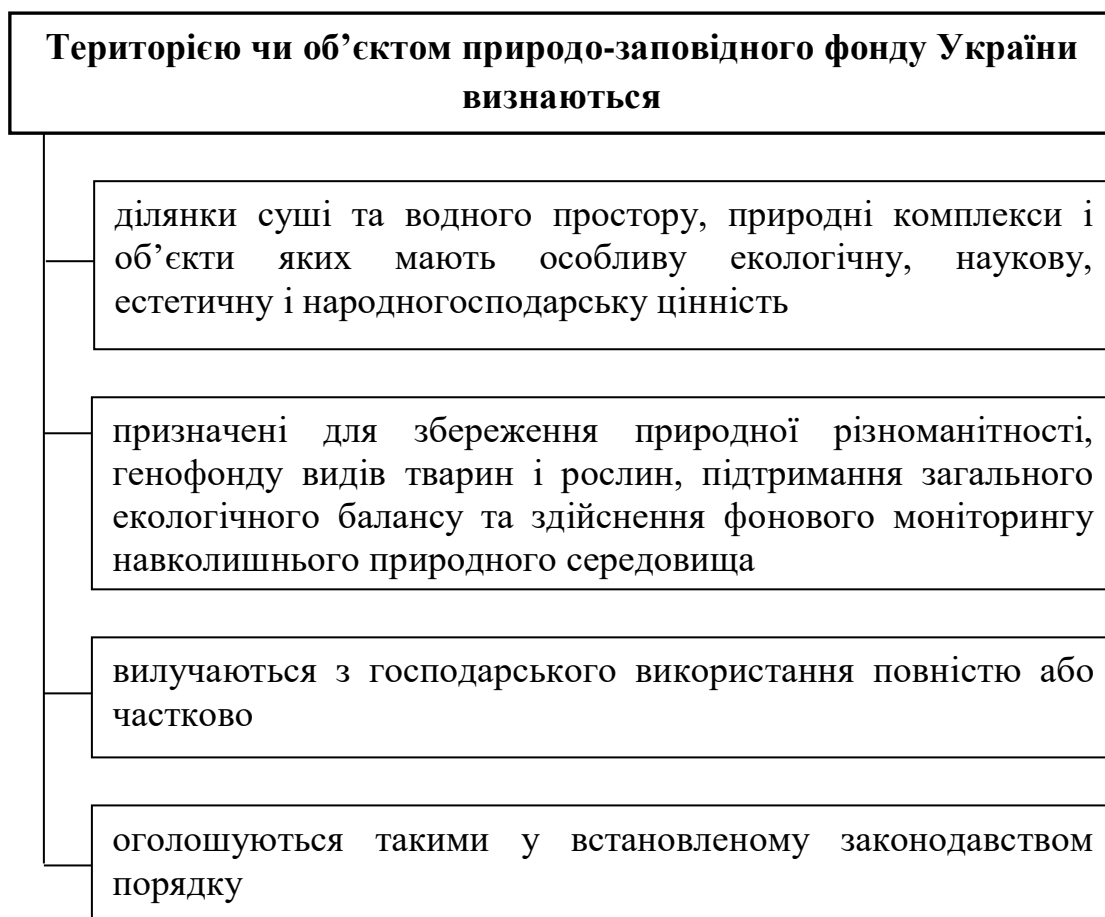 Територією чи об’єктом природо-заповідного фонду України
визнаються
ділянки суші та водного простору, природні комплекси і
об’єкти яких мають особливу екологічну, наукову,
естетичну і народногосподарську цінність
призначені для збереження природної різноманітності,
генофонду видів тварин і рослин, підтримання загального
екологічного балансу та здійснення фонового моніторингу
навколишнього природного середовища
вилучаються з господарського використання повністю або
частково
оголошуються такими у встановленому законодавством
порядку